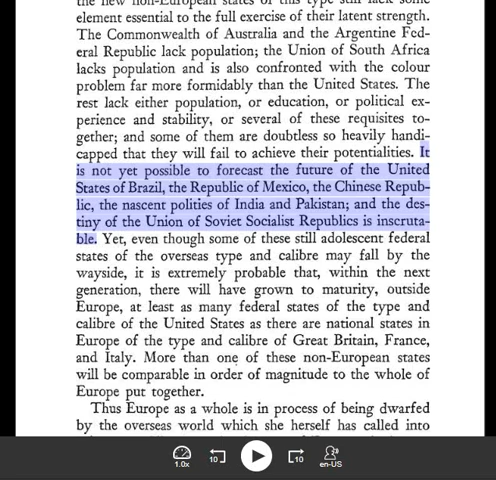 the new non-European states of this type still lack some
element essential to the full exercise of their latent strength.
The Commonwealth of Australia and the Argentine Fed-
eral Republic lack population; the Union of South Africa
lacks population and is also confronted with the colour
problem far more formidably than the United States. The
rest lack either population, or education, or political ex-
perience and stability, or several of these requisites to-
gether; and some of them are doubtless so heavily handi-
capped that they will fail to achieve their potentialities. It
is not yet possible to forecast the future of the United
States of Brazil, the Republic of Mexico, the Chinese Repub-
lic, the nascent polities of India and Pakistan; and the des-
tiny of the Union of Soviet Socialist Republics is inscruta-
ble. Yet, even though some of these still adolescent federal
states of the overseas type and calibre may fall by the
wayside, it is extremely probable that, within the next
generation, there will have grown to maturity, outside
Europe, at least as many federal states of the type and
calibre of the United States as there are national states in
Europe of the type and calibre of Great Britain, France,
and Italy. More than one of these non-European states
will be comparable in order of magnitude to the whole of
Europe put together.
Thus Europe as a whole is in process of being dwarfed
by the overseas world which she herself has called into
1.0x 10 10 en-US